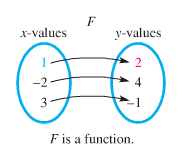 F
x-values y-values
1 2
–2 4
3 –1
F is a function.